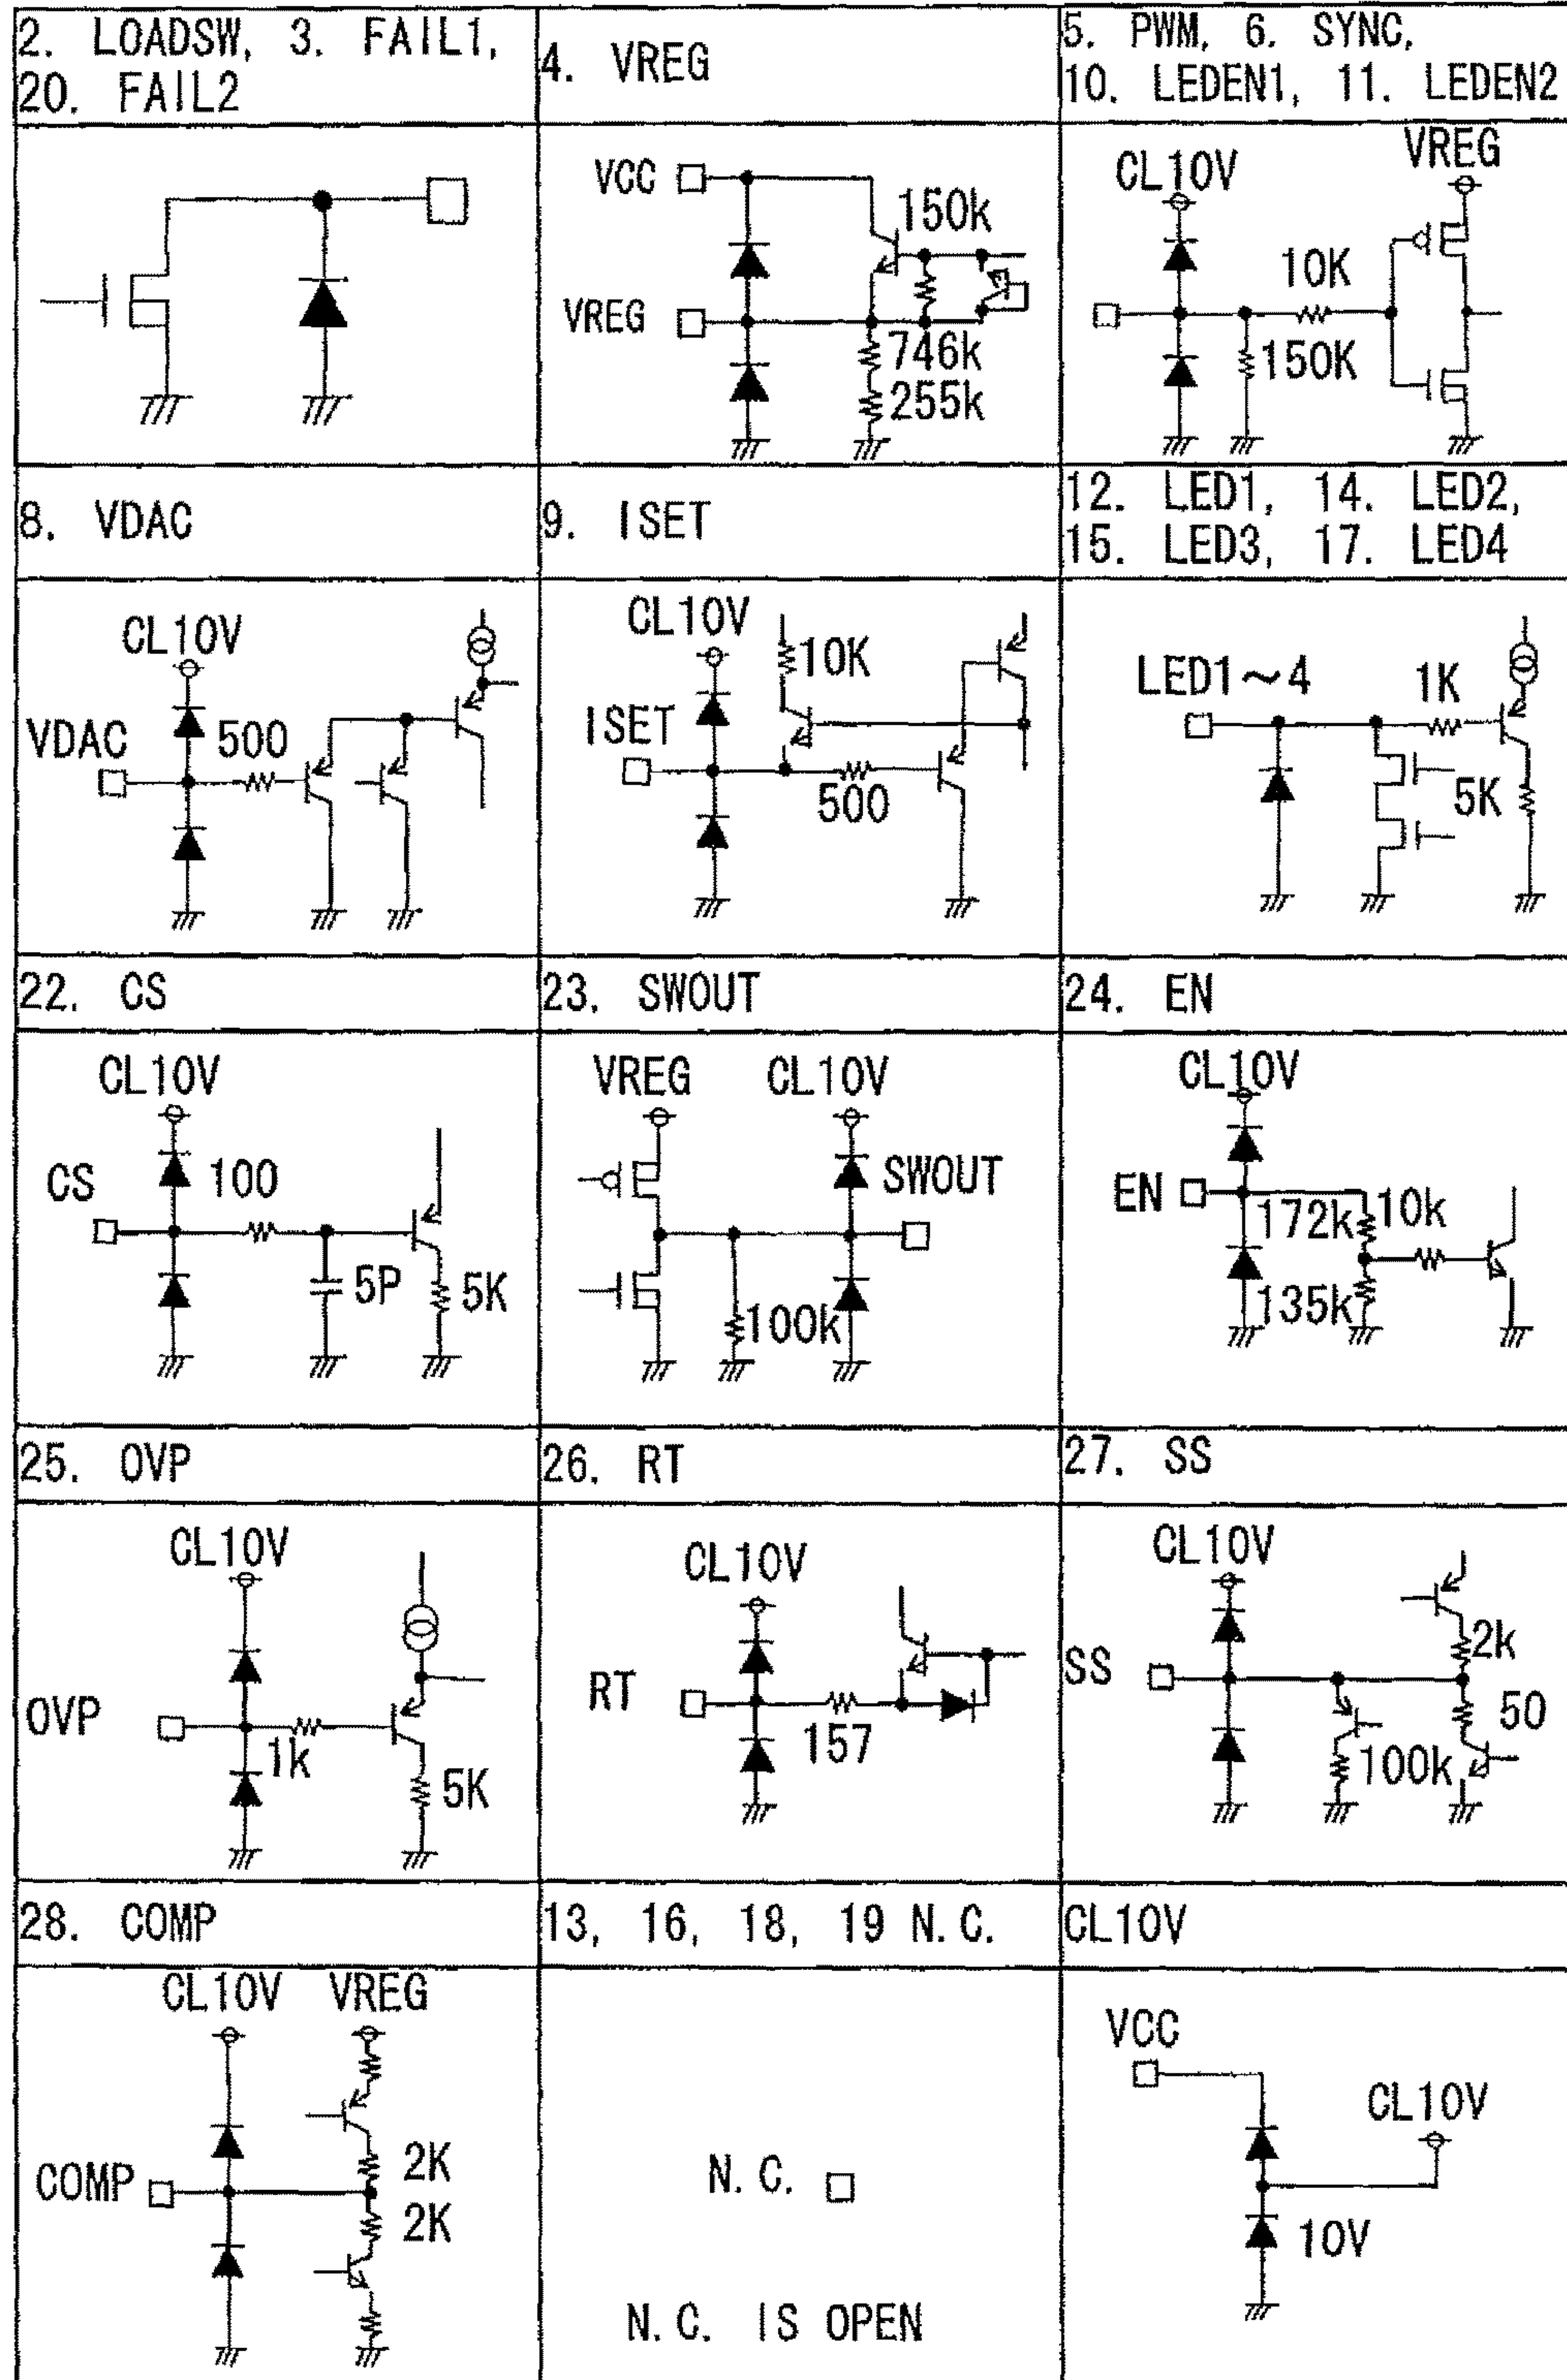 2. LOADSW, 3. FAIL1,
20. FAIL2
4. VREG
5. PWM, 6. SYNC,
10. LEDEN1, 11. LEDEN2
VCC
150k
VREG
746k
255k
CL10V
VREG
10K
150K
8. VDAC
9. ISET
12. LED1, 14. LED2,
15. LED3, 17. LED4
CL10V
VDAC
500
CL10V
10K
ISET
500
LED1~4
1K
5K
22. CS
23. SWOUT
24. EN
CL10V
CS
100
5P
5K
VREG
CL10V
SWOUT
100k
CL10V
EN
172k
10k
135k
25. OVP
26. RT
27. SS
CL10V
OVP
1k
5K
CL10V
RT
157
CL10V
2k
SS
50
100k
28. COMP
13, 16, 18, 19 N.C.
CL10V
CL10V
VREG
2K
COMP
2K
N.C.
N.C. IS OPEN
VCC
CL10V
10V